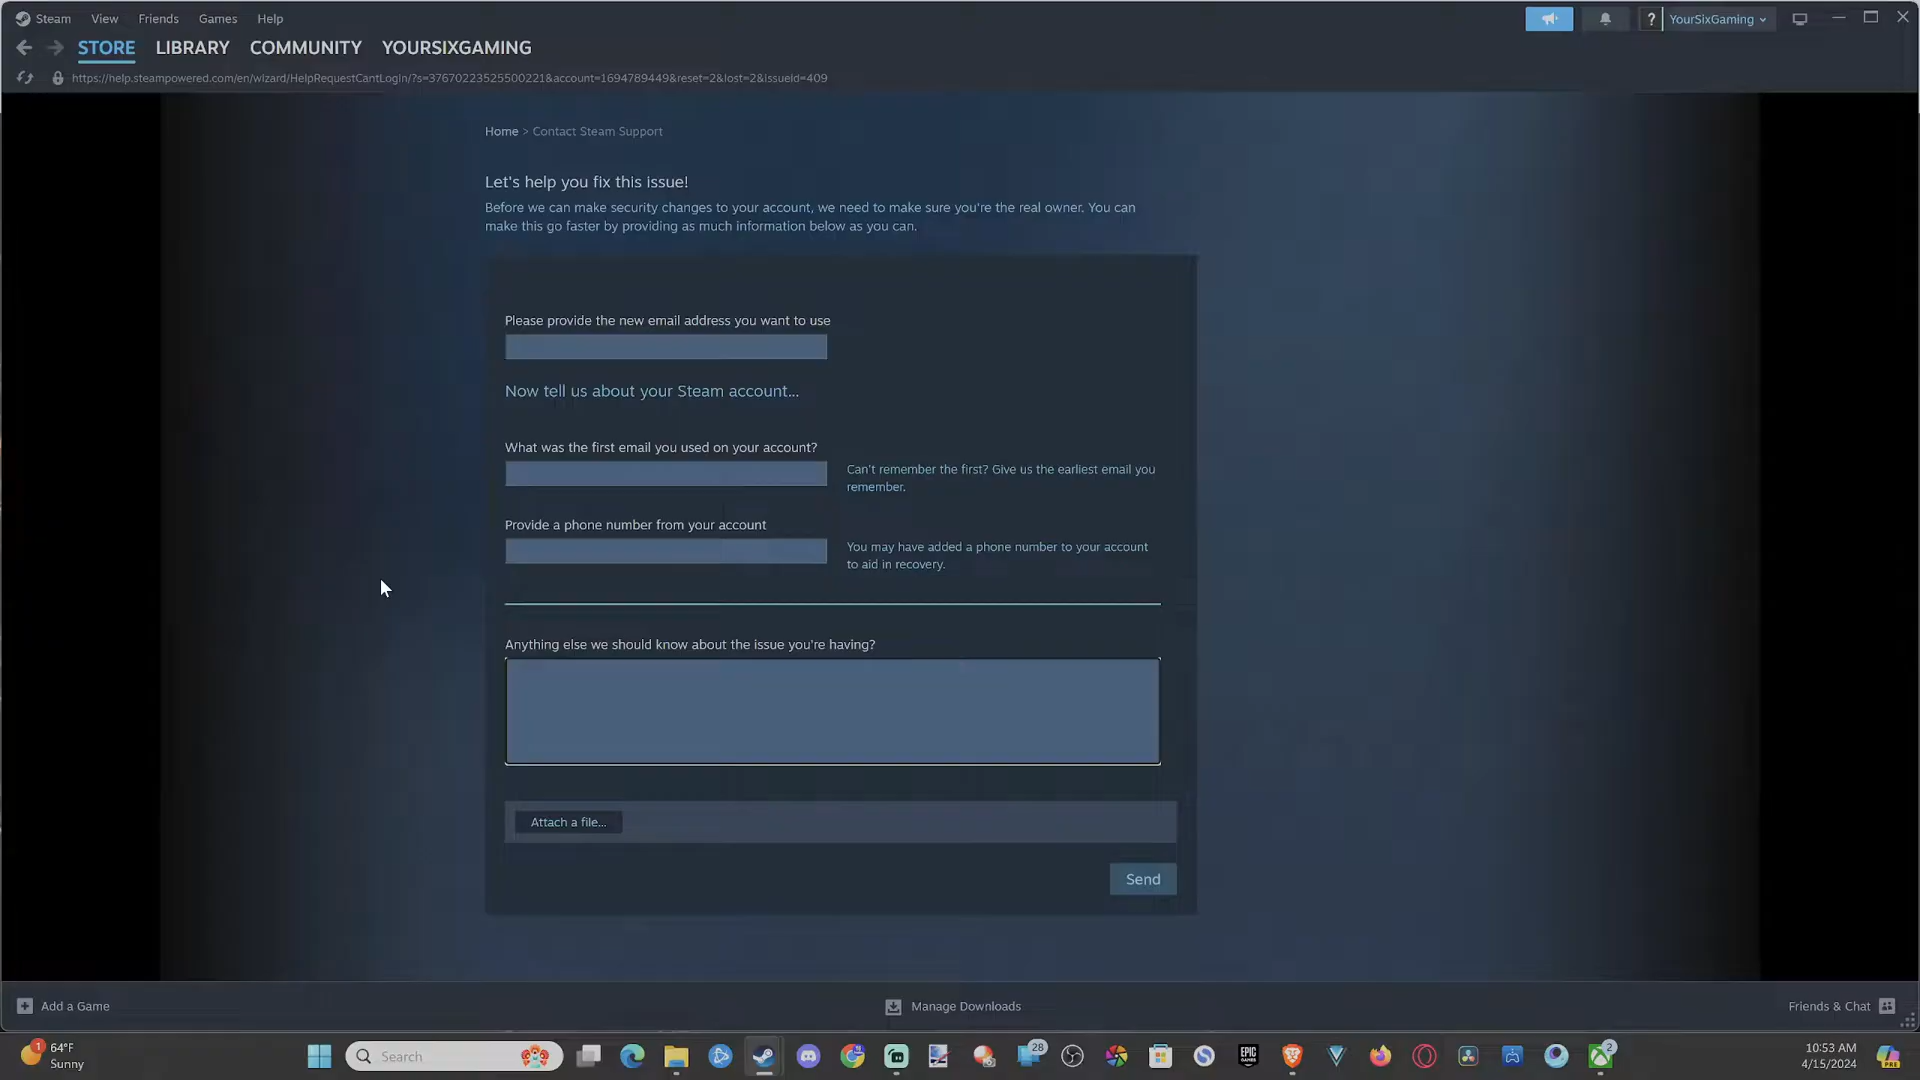 Steam View Friends Games Help
? YourSixGaming
STORE LIBRARY COMMUNITY YOURSIXGAMING
https://help.steampowered.com/en/wizard/HelpRequestCantLogin/?s=37670223525500221&account=1694789449&reset=2&lost=2&issueid=409
Home > Contact Steam Support
Let's help you fix this issue!
Before we can make security changes to your account, we need to make sure you're the real owner. You can
make this go faster by providing as much information below as you can.
Please provide the new email address you want to use
Now tell us about your Steam account...
What was the first email you used on your account?
Can't remember the first? Give us the earliest email you
remember.
Provide a phone number from your account
You may have added a phone number to your account
to aid in recovery.
Anything else we should know about the issue you're having?
Attach a file...
Send
Add a Game
Manage Downloads
Friends & Chat
1
64°F
Sunny
Search
28
EPIC
GAMES
2
10:53 AM
4/15/2024
PRE